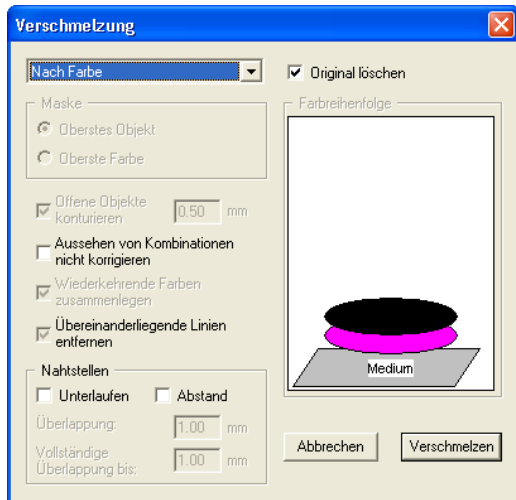 Verschmelzung
Nach Farbe
Original löschen
Maske
Oberstes Objekt
Oberste Farbe
Offene Objekte
konturieren
0.50 mm
Aussehen von Kombinationen
nicht korrigieren
Wiederkehrende Farben
zusammenlegen
Übereinanderliegende Linien
entfernen
Nahtstellen
Unterlaufen Abstand
Überlappung: 1.00 mm
Vollständige
Überlappung bis: 1.00 mm
Farbreihenfolge
Medium
Abbrechen Verschmelzen